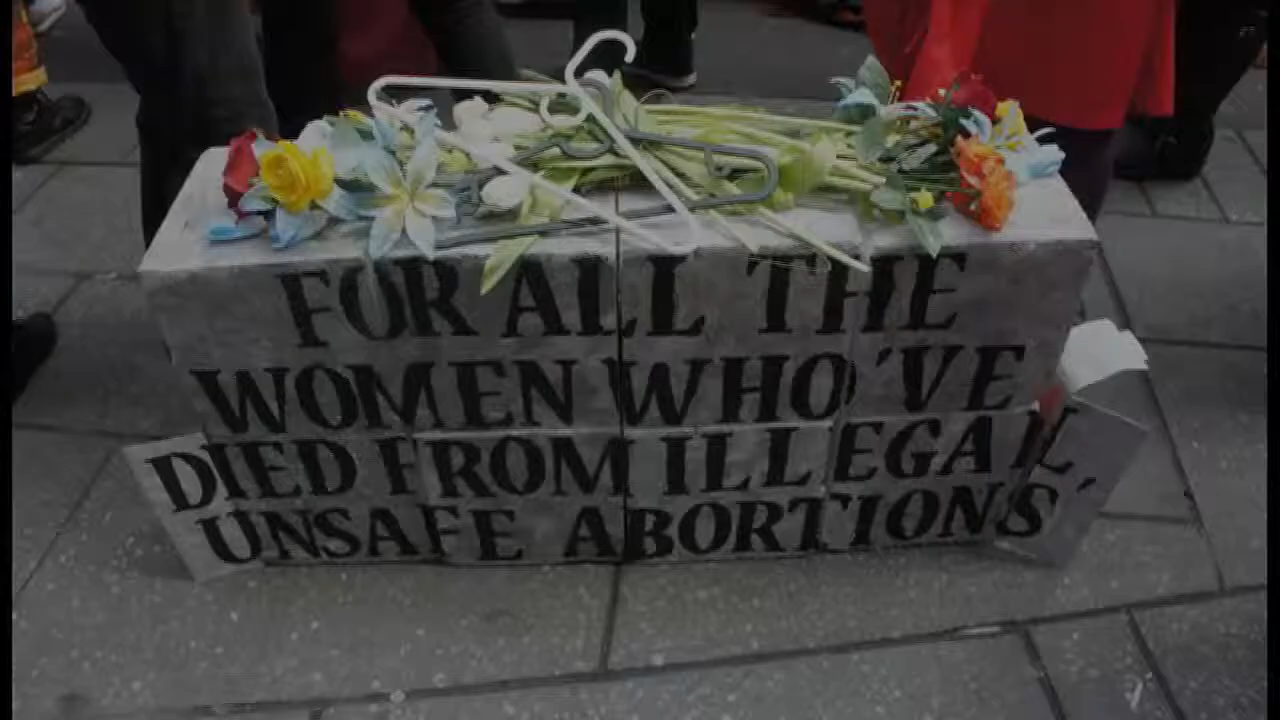 FOR ALL THE
WOMEN WHO'VE
DIED FROM ILLEGAL,
UNSAFE ABORTIONS